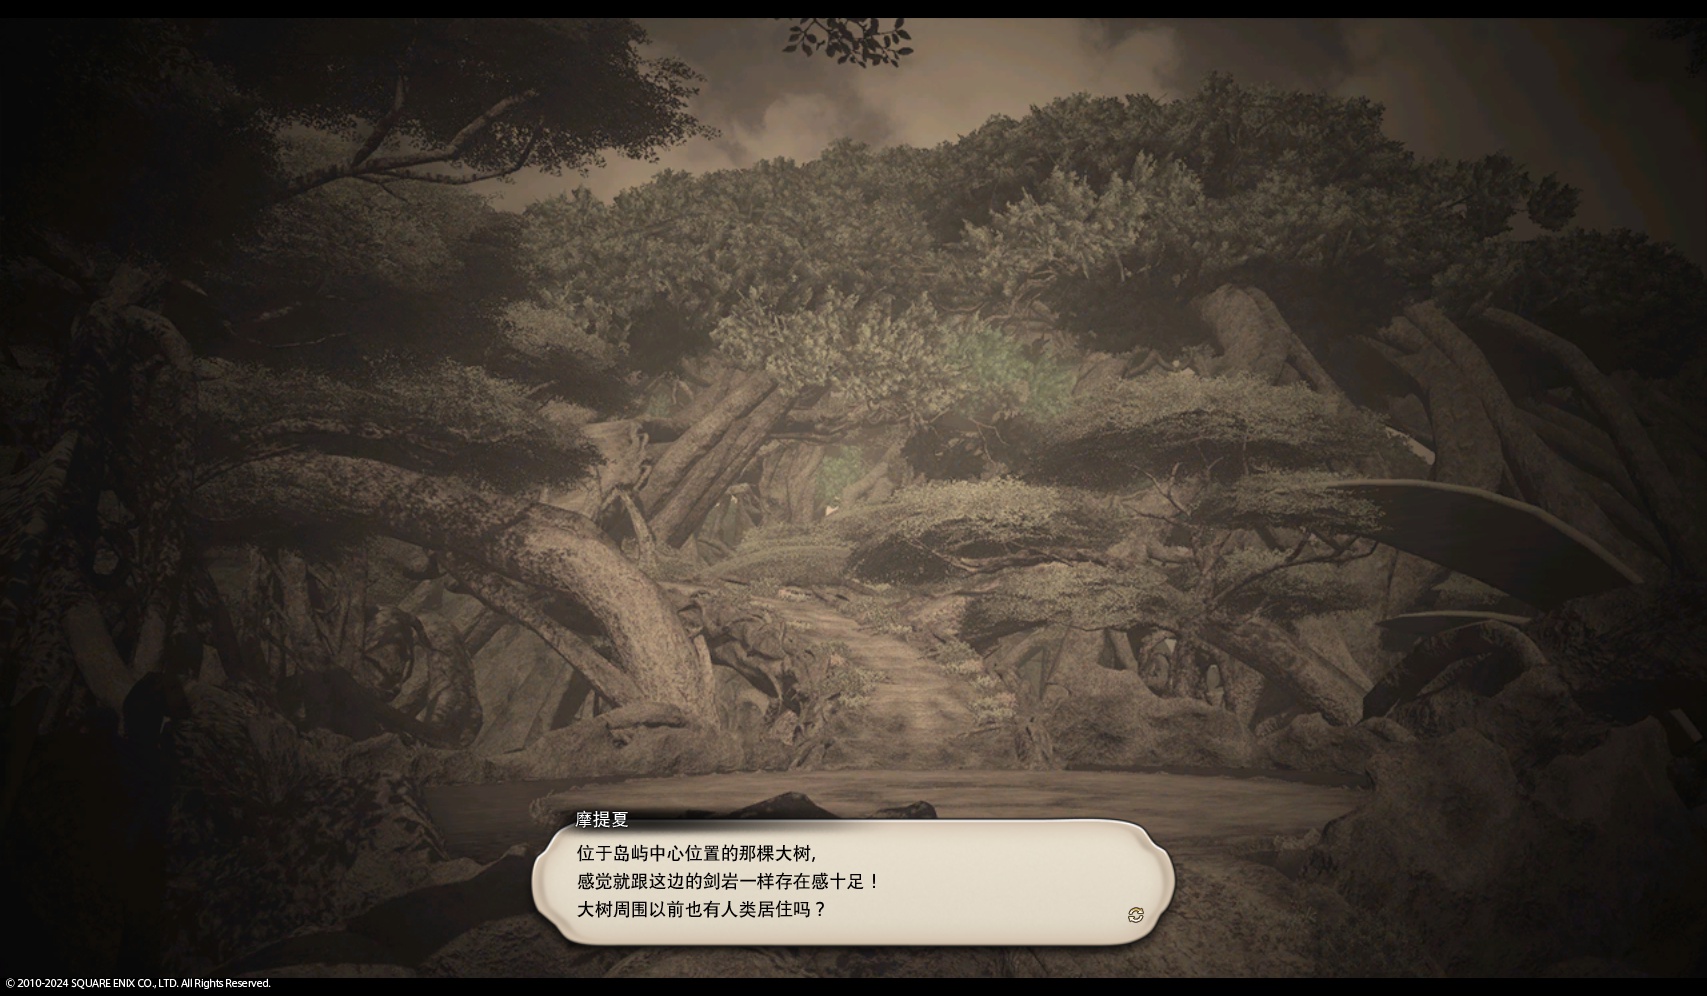 摩提夏
位于岛屿中心位置的那棵大树，
感觉就跟这边的剑岩一样存在感十足！
大树周围以前也有人类居住吗？
© 2010-2024 SQUARE ENIX CO., LTD. All Rights Reserved.